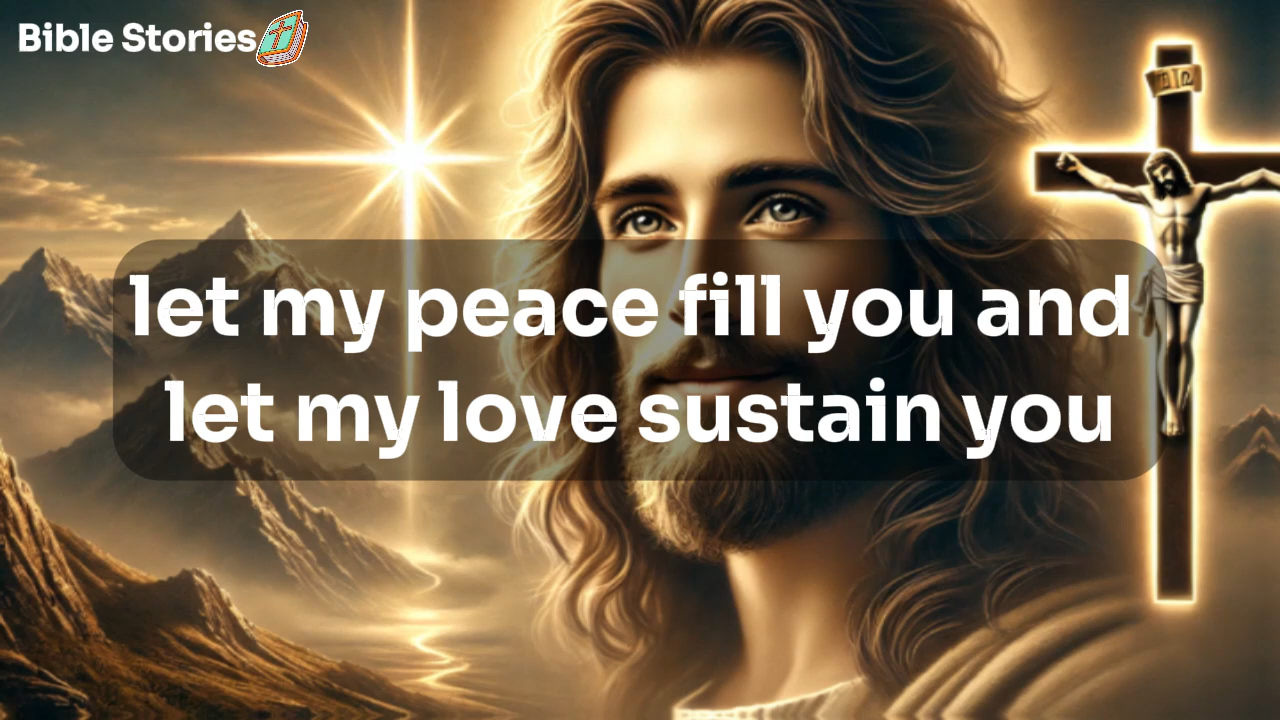 Bible Stories
let my peace fill you and
let my love sustain you